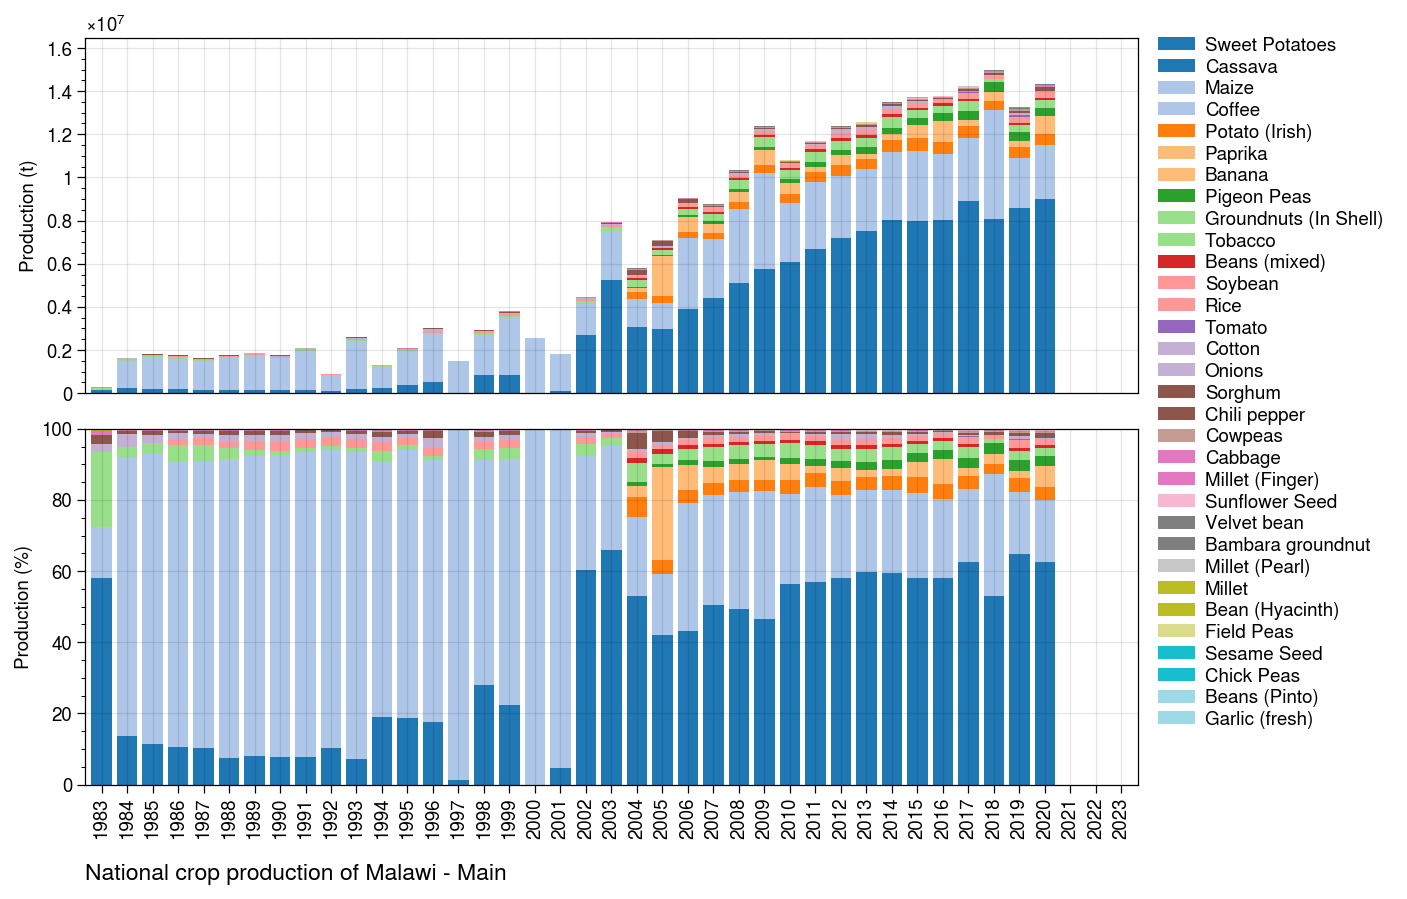 ×10⁷
1.6
1.4
1.2
1
0.8
0.6
0.4
0.2
0
Production (t)
100
80
60
40
20
0
Production (%)
1983 1984 1985 1986 1987 1988 1989 1990 1991 1992 1993 1994 1995 1996 1997 1998 1999 2000 2001 2002 2003 2004 2005 2006 2007 2008 2009 2010 2011 2012 2013 2014 2015 2016 2017 2018 2019 2020 2021 2022 2023
National crop production of Malawi - Main
Sweet Potatoes
Cassava
Maize
Coffee
Potato (Irish)
Paprika
Banana
Pigeon Peas
Groundnuts (In Shell)
Tobacco
Beans (mixed)
Soybean
Rice
Tomato
Cotton
Onions
Sorghum
Chili pepper
Cowpeas
Cabbage
Millet (Finger)
Sunflower Seed
Velvet bean
Bambara groundnut
Millet (Pearl)
Millet
Bean (Hyacinth)
Field Peas
Sesame Seed
Chick Peas
Beans (Pinto)
Garlic (fresh)